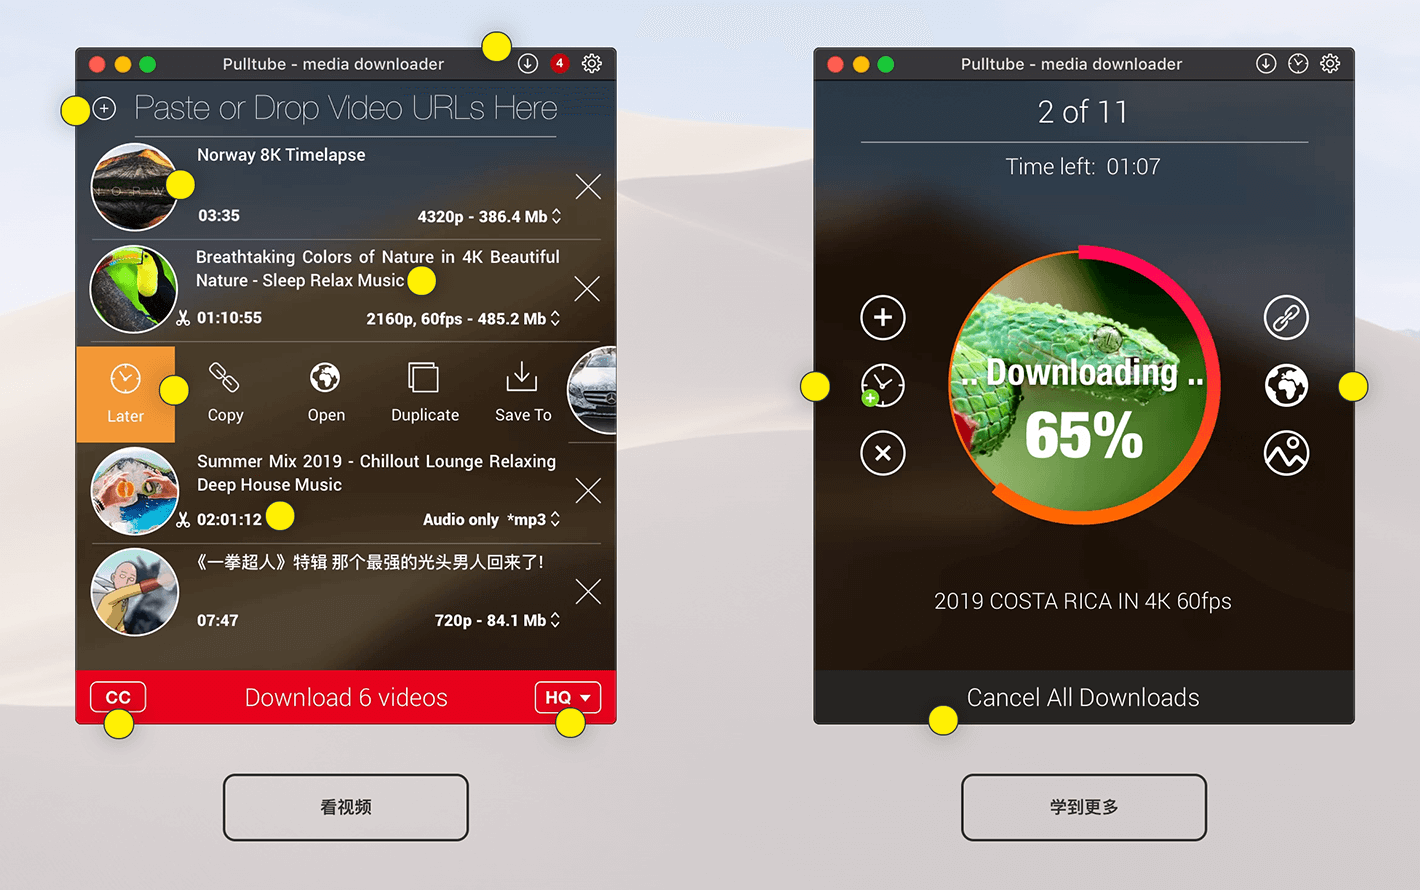 Pulltube - media downloader
4
Paste or Drop Video URLs Here
Norway 8K Timelapse
NORW
03:35
4320p - 386.4 Mb
Breathtaking Colors of Nature in 4K Beautiful
Nature - Sleep Relax Music
01:10:55
2160p, 60fps - 485.2 Mb
Later
Copy
Open
Duplicate
Save To
Summer Mix 2019 - Chillout Lounge Relaxing
Deep House Music
02:01:12
Audio only *mp3
《一拳超人》特辑 那个最强的光头男人回来了!
07:47
720p - 84.1 Mb
CC
Download 6 videos
HQ
看视频
Pulltube - media downloader
2 of 11
Time left: 01:07
.. Downloading ..
65%
2019 COSTA RICA IN 4K 60fps
Cancel All Downloads
学到更多